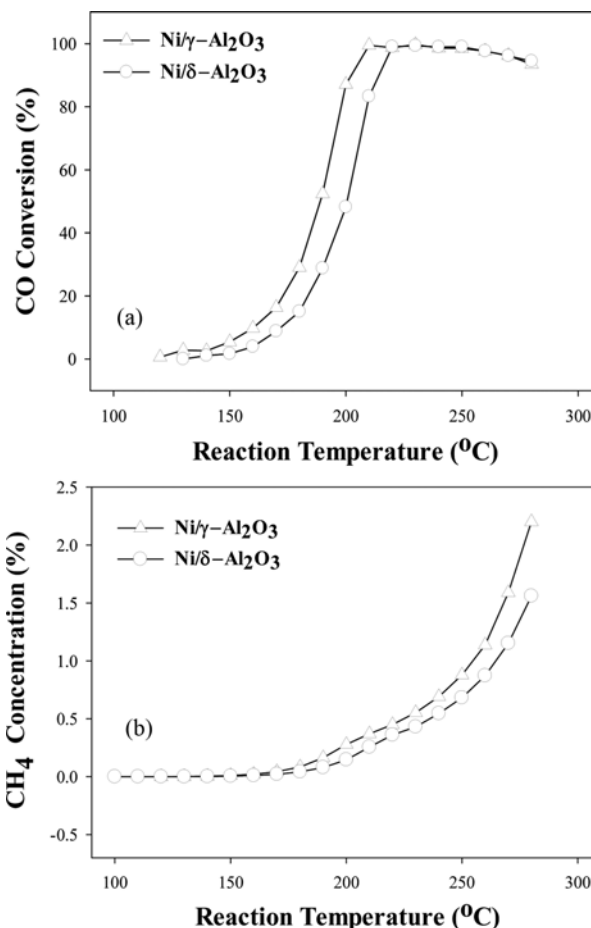 Ni/γ−Al2O3
Ni/δ−Al2O3
CO Conversion (%)
100
80
60
40
20
0
(a)
100 150 200 250 300
Reaction Temperature (⁰C)
Ni/γ−Al2O3
Ni/δ−Al2O3
CH4 Concentration (%)
2.5
2.0
1.5
1.0
0.5
0.0
-0.5
(b)
100 150 200 250 300
Reaction Temperature (⁰C)